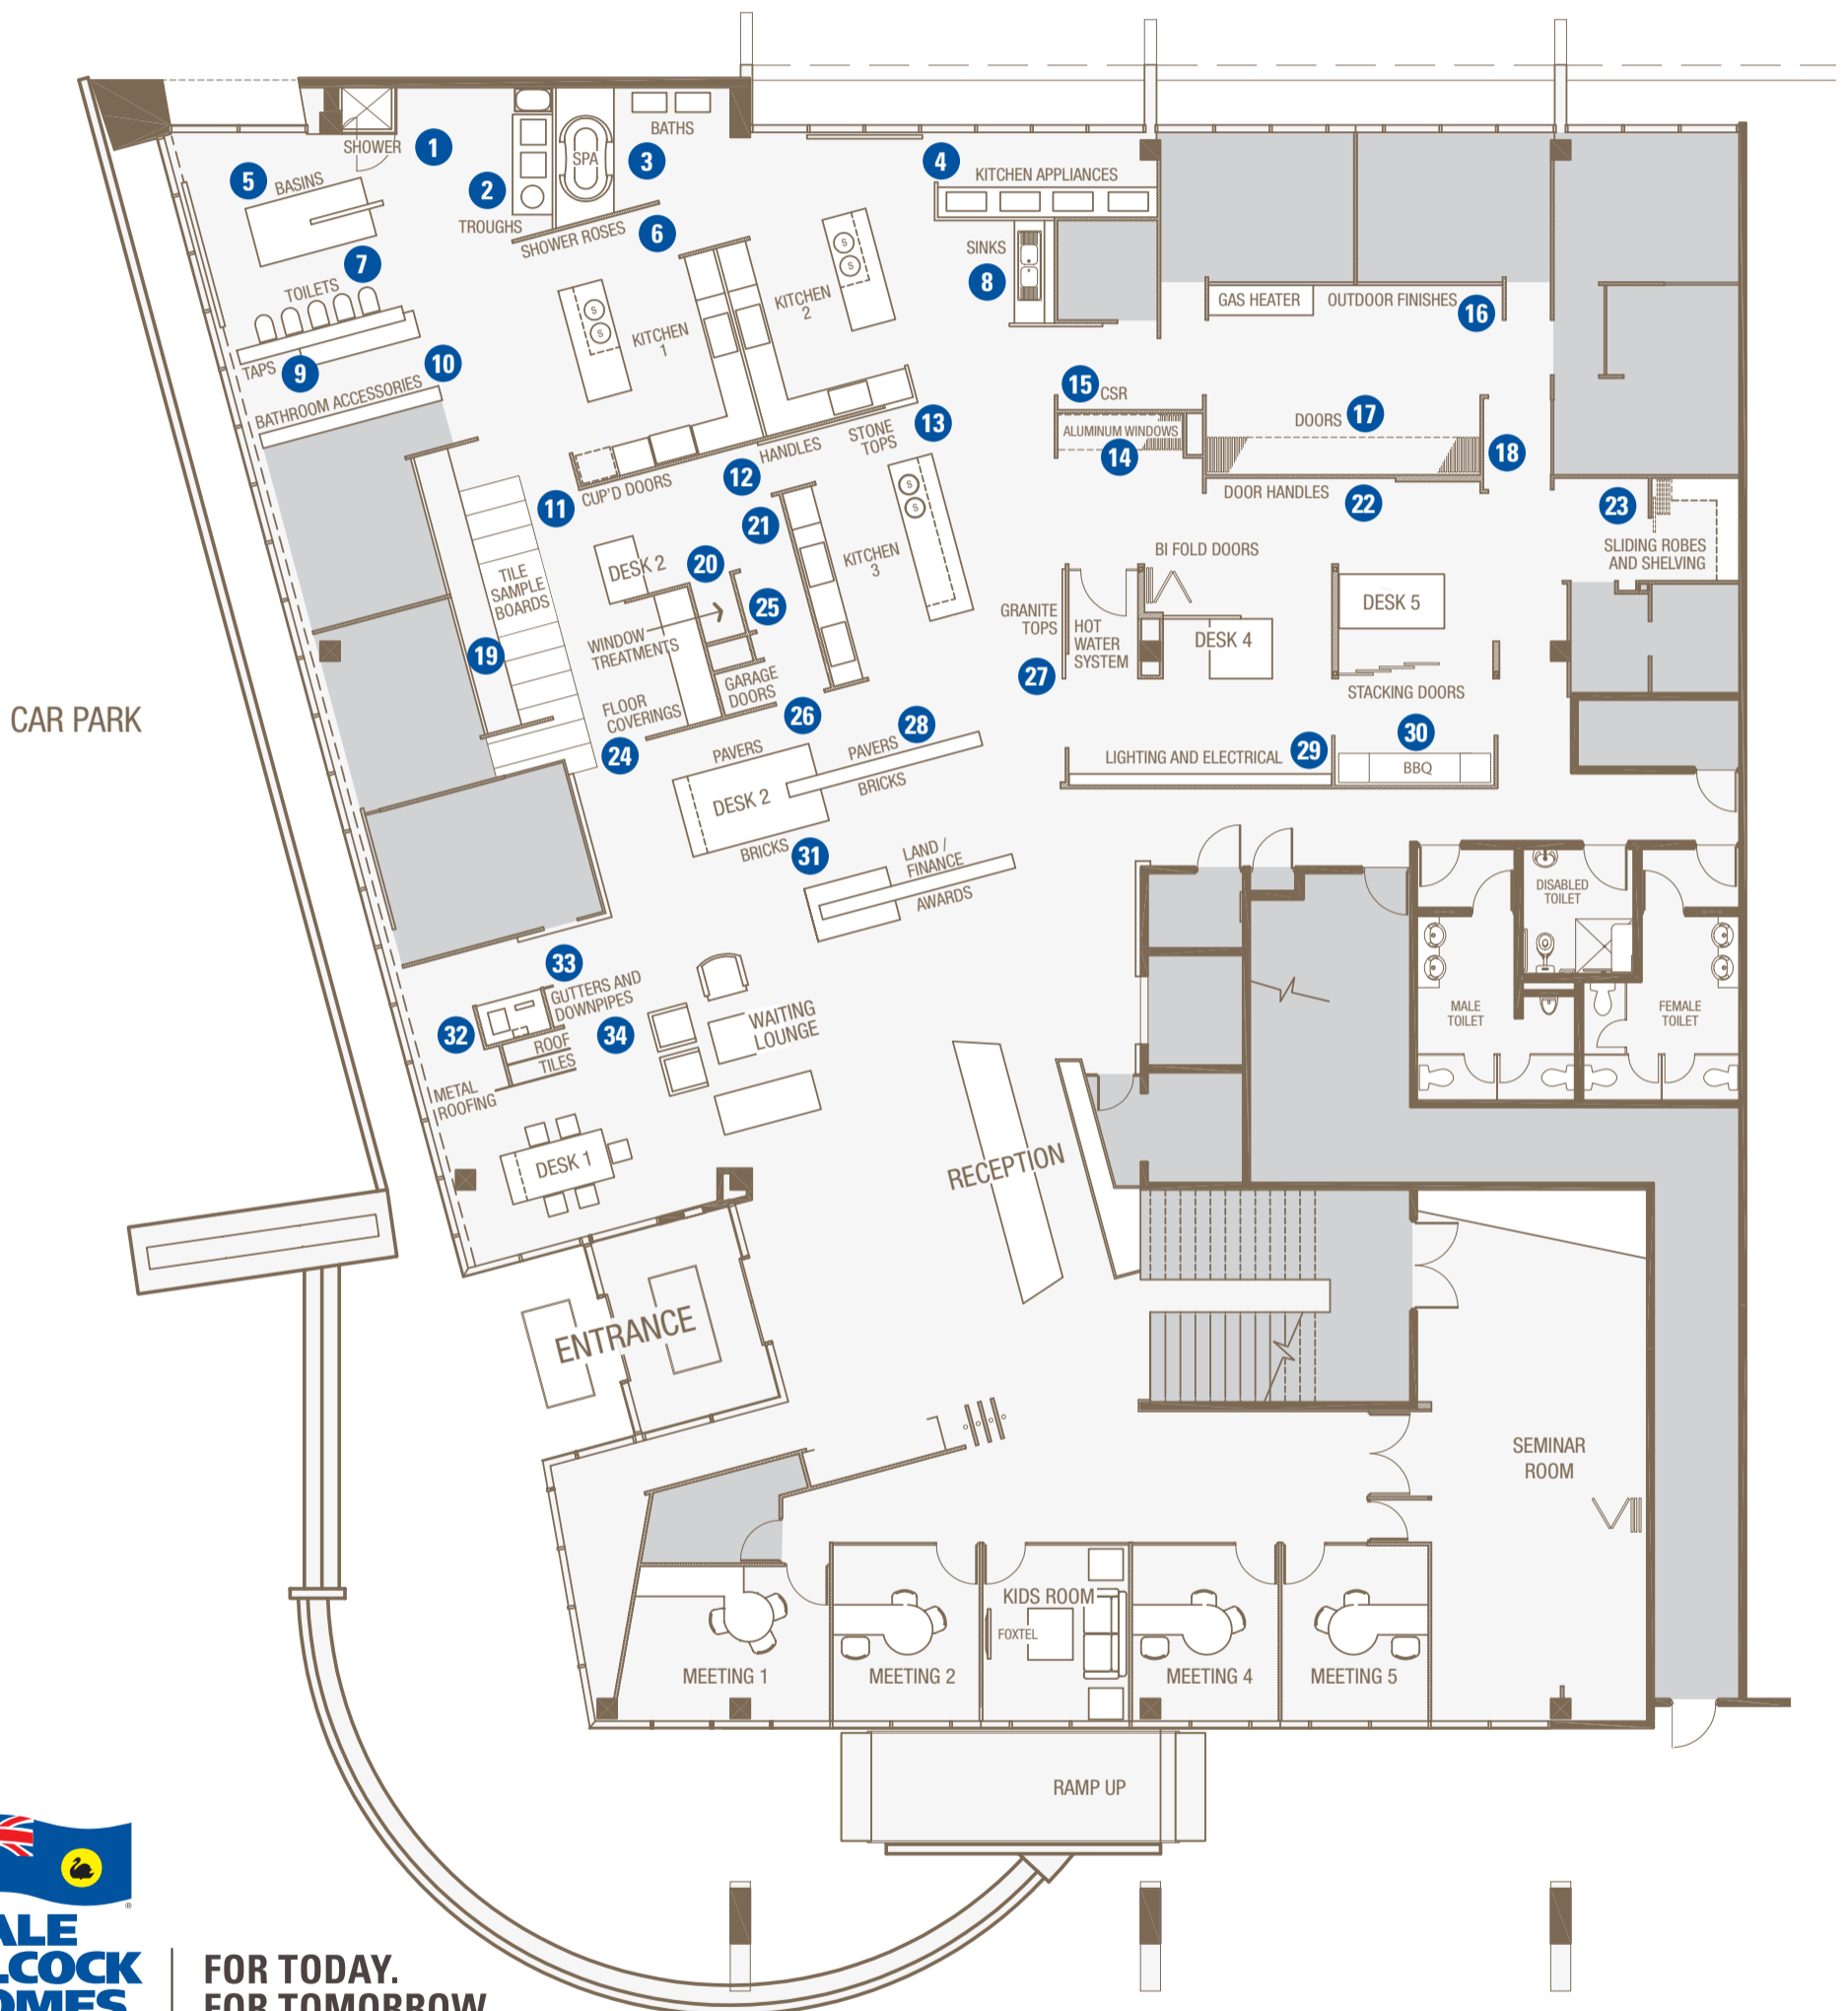 SHOWER
1
2
TROUGHS
SPA
BATHS
3
4
KITCHEN APPLIANCES
5
BASINS
SHOWER ROSES
6
7
TOILETS
TAPS
9
10
BATHROOM ACCESSORIES
S
S
KITCHEN
1
KITCHEN
2
S
S
SINKS
8
GAS HEATER
OUTDOOR FINISHES
16
15
CSR
ALUMINUM WINDOWS
14
DOORS
17
18
DOOR HANDLES
22
23
SLIDING ROBES
AND SHELVING
11
CUP'D DOORS
12
HANDLES
STONE
TOPS
13
21
KITCHEN
3
S
S
TILE
SAMPLE
BOARDS
19
DESK 2
20
25
WINDOW
TREATMENTS
GARAGE
DOORS
FLOOR
COVERINGS
24
26
BI FOLD DOORS
GRANITE
TOPS
27
HOT
WATER
SYSTEM
DESK 4
DESK 5
STACKING DOORS
30
BBQ
LIGHTING AND ELECTRICAL
29
CAR PARK
PAVERS
DESK 2
BRICKS
31
PAVERS
28
BRICKS
LAND /
FINANCE
AWARDS
33
GUTTERS AND
DOWNPIPES
32
34
ROOF
TILES
METAL
ROOFING
WAITING
LOUNGE
DESK 1
RECEPTION
ENTRANCE
DISABLED
TOILET
MALE
TOILET
FEMALE
TOILET
SEMINAR
ROOM
MEETING 1
MEETING 2
KIDS ROOM
FOXTEL
MEETING 4
MEETING 5
RAMP UP
®
ALE
LCOCK
OMES
FOR TODAY.
FOR TOMORROW